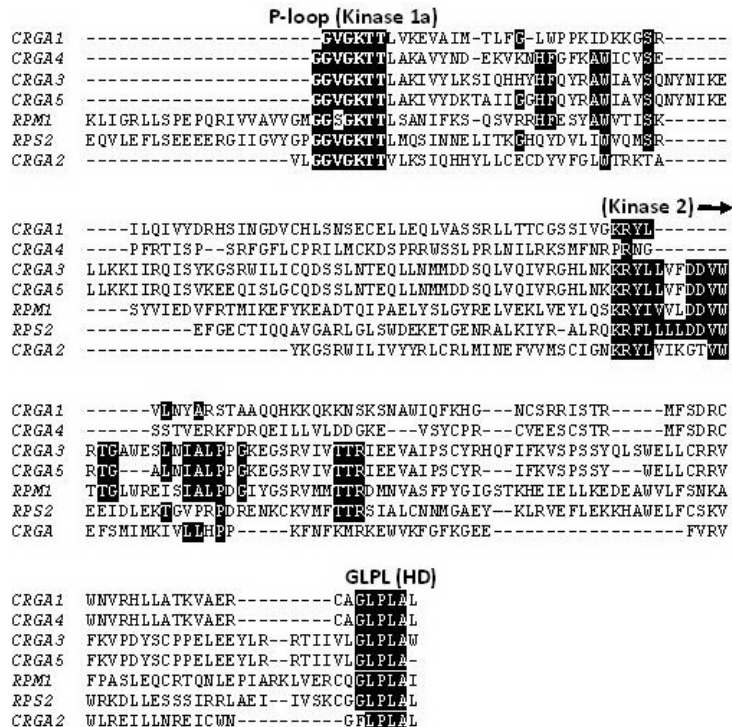 P-loop (Kinase 1a)
CRGA1 --------------------------GVGKTTLVKEVAIM-TLFG-LWPPKIDKKGSR------
CRGA4 -------------------------GGVGKTTLAKAVYND-EKVKNHFGFKAWICVSE------
CRGA3 -------------------------GGVGKTTLAKIVYLKSIQHHYHFQYRAWIAVSQNYNIKE
CRGA5 -------------------------GGVGKTTLAKIVYDKTAIIGGHFQYRAWIAVSQNYNIKE
RPM1 KLIGRLLSPEPQRIVVAVVGMGGSGKTTLSANIFKS-QSVRRHFESYAWVTISK------
RPS2 EQVLEFLSEEEERGIIGVYGPGGVGKTTLMQSINNELITKGHQYDVLIWVQMSR------
CRGA2 -----------------------VLGGVGKTTVLKSIQHHYLLCECDYVFGLWTRKTA------
(Kinase 2)
CRGA1 ----ILQIVYDRHSINGDVCHLSNSECELLEQLVASSRLLTTCGSSIVGKRYL-------
CRGA4 ----PFRTISP--SRFGFLCPRILMCKDSPRRWSSLPRLNILRKSMFNRPRNG-------
CRGA3 LLKKIIRQISYKGSRWILILCQDSSLNTEQLLNMMDDSQLVQIVRGHLNKKRYLLVFDDVW
CRGA5 LLKKIIRQISVKEEQISLGCQDSSLNTEQLLNMMDDSQLVQIVRGHLNKKRYLLVFDDVW
RPM1 ----SYVIEDVFRTMIKEFYKEADTQIPAELYSLGYRELVEKLVEYLQSKRYIVVLDDVW
RPS2 ---------EFGECTIQQAVGARLGLSWDEKETGENRALKIYR-ALRQKRFLLLLDDVW
CRGA2 -----------------YKGSRWILIVYYRLCRLMINEFVVMSCIGNKRYLVIKGTVW
CRGA1 ------VLNYARSTAAQQHKKQKKNSKSNAWIQFKHG---NCSRRISTR-----MFSDRC
CRGA4 ------SSTVERKFDRQEILLVLDDGKE---VSYCPR---CVEESCSTR-----MFSDRC
CRGA3 RTGAWESLNIALPPGKEGSRVIVTTRIEEVAIPSCYRHQFIFKVSPSSYQLSWELLCRRV
CRGA5 RTG---ALNIALPPGKEGSRVIVTTRIEEVAIPSCYR---IFKVSPSSY---WELLCRRV
RPM1 TTGLWREISIALPDGIYGSRVMMTTRDMNVASFPYGIGSTKHEIELLKEDEAWVLFSNKA
RPS2 EEIDLEKTGVPRPDRENKCKVMFTTRSIALCNNMGAEY--KLRVEFLEKKHAWELFCSKV
CRGA EFSMIMKIVLLHPP-----KFNFKMRKEWVKFGFKGEE---------------FVRV
GLPL (HD)
CRGA1 WNVRHLLATKVAER---------CAGLPLAL
CRGA4 WNVRHLLATKVAER---------CAGLPLAL
CRGA3 FKVPDYSCPPELEEYLR--RTIIVLGLPLAW
CRGA5 FKVPDYSCPPELEEYLR--RTIIVLGLPLA-
RPM1 FPASLEQCRTQNLEPIARKLVERCQGLPLAI
RPS2 WRKDLLESSSIRRLAEI--IVSKCGGLPLAL
CRGA2 WLREILLNREICWN---------GFLPLAL